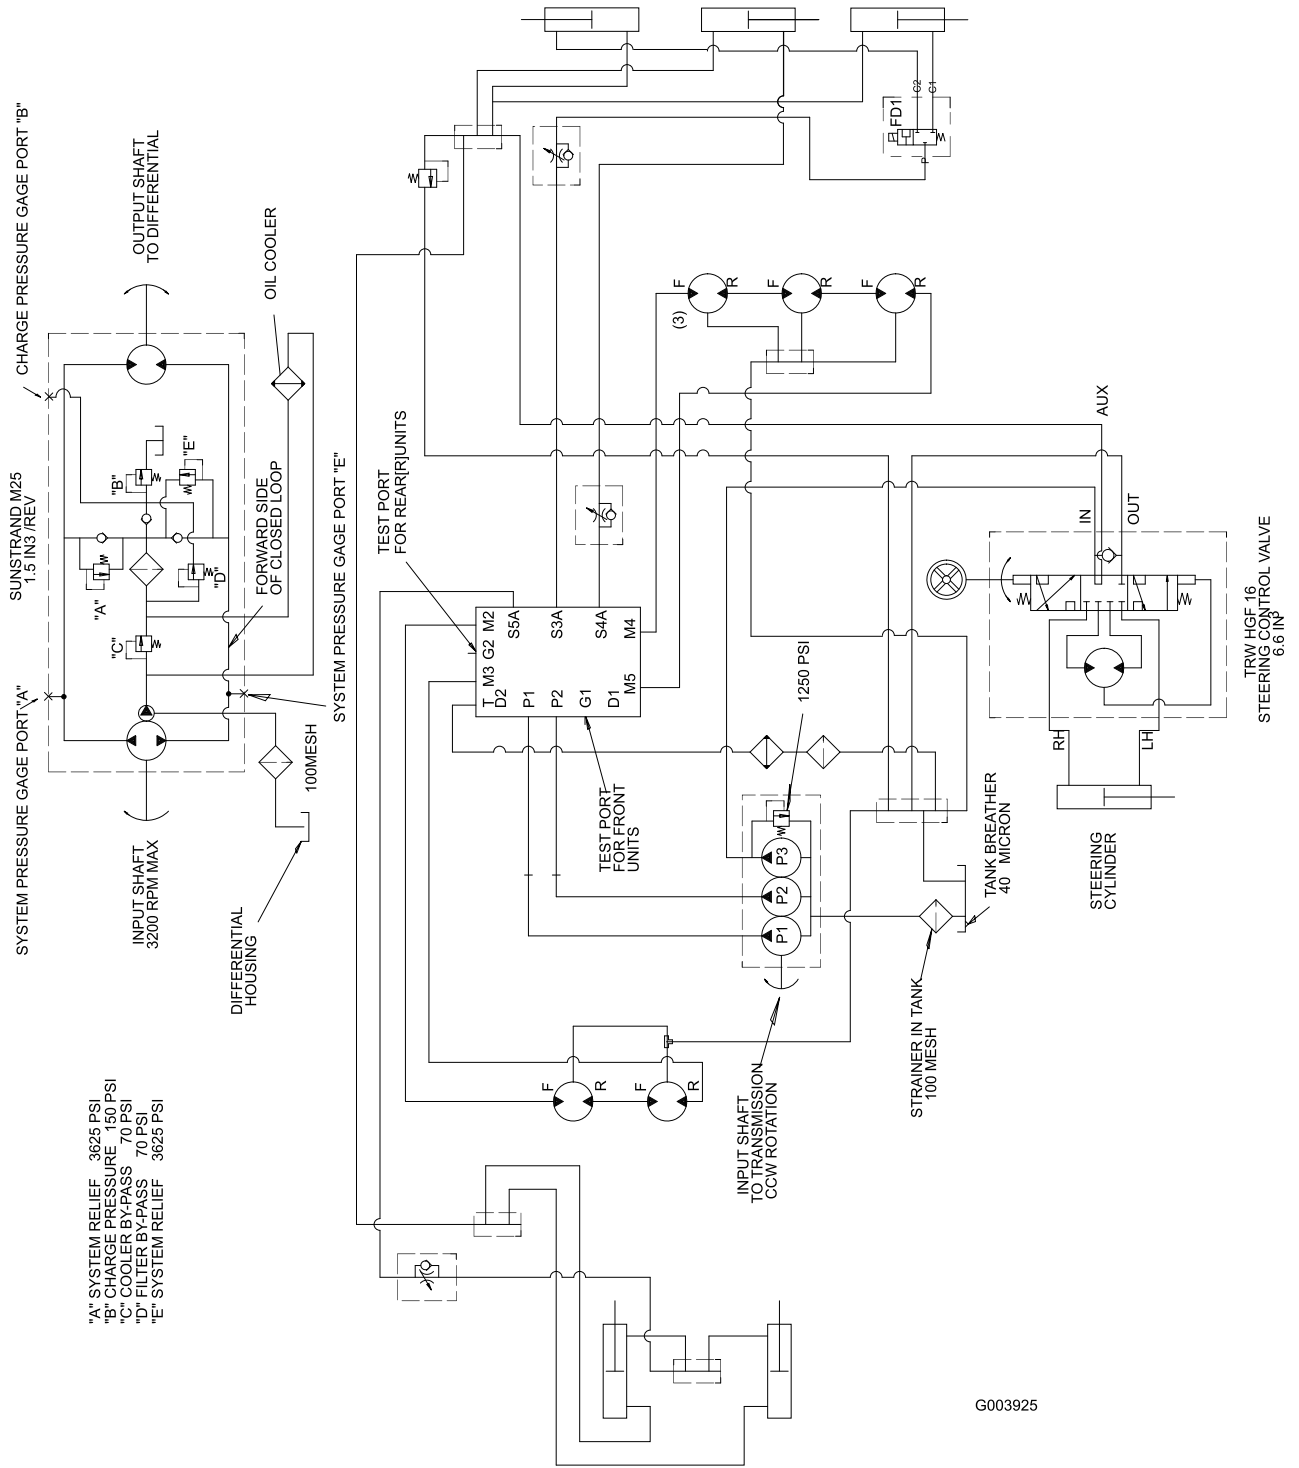 SUNSTRAND M25
1.5 IN3 /REV
SYSTEM PRESSURE GAGE PORT "A"
CHARGE PRESSURE GAGE PORT "B"
INPUT SHAFT
3200 RPM MAX
OUTPUT SHAFT
TO DIFFERENTIAL
"A"
"B"
"C"
"D"
"E"
OIL COOLER
FORWARD SIDE
OF CLOSED LOOP
SYSTEM PRESSURE GAGE PORT "E"
100MESH
DIFFERENTIAL
HOUSING
"A" SYSTEM RELIEF 3625 PSI
"B" CHARGE PRESSURE 150 PSI
"C" COOLER BY-PASS 70 PSI
"D" FILTER BY-PASS 70 PSI
"E" SYSTEM RELIEF 3625 PSI
TEST PORT
FOR REAR[R]UNITS
T
M3
G2
M2
D2
S5A
P1
P2
S3A
G1
S4A
D1
M5
M4
TEST PORT
FOR FRONT
UNITS
1250 PSI
P1
P2
P3
INPUT SHAFT
TO TRANSMISSION
CCW ROTATION
STRAINER IN TANK
100 MESH
TANK BREATHER
40 MICRON
F
R
F
R
(3)
F
R
F
R
F
R
FD1
C2
C1
P
AUX
IN
OUT
RH
LH
STEERING
CYLINDER
TRW HGF 16
STEERING CONTROL VALVE
6.6 IN3
G003925